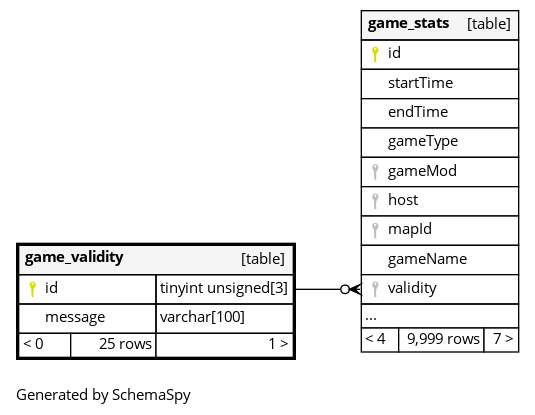 game_stats [table]
id
startTime
endTime
gameType
gameMod
host
mapId
gameName
validity
...
< 4 9,999 rows 7 >
game_validity [table]
id tinyint unsigned[3]
message varchar[100]
< 0 25 rows 1 >
Generated by SchemaSpy